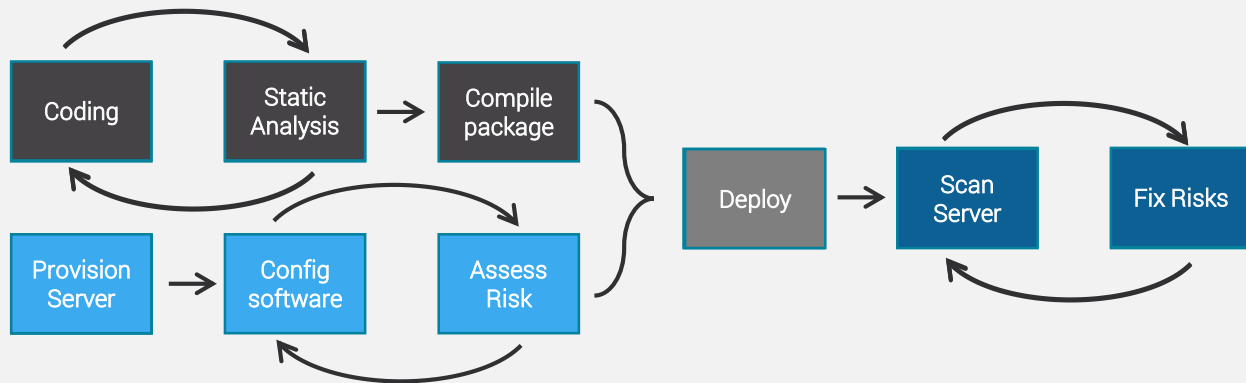 Coding
Static
Analysis
Compile
package
Provision
Server
Config
software
Assess
Risk
Deploy
Scan
Server
Fix Risks